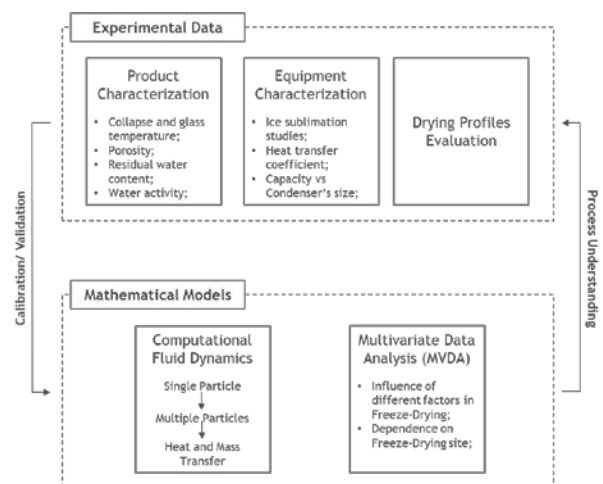 Experimental Data
Product
Characterization
• Collapse and glass
temperature;
• Porosity;
• Residual water
content;
• Water activity;
Equipment
Characterization
• Ice sublimation
studies;
• Heat transfer
coefficient;
• Capacity vs
Condenser's size;
Drying Profiles
Evaluation
Calibration/ Validation
Process Understanding
Mathematical Models
Computational
Fluid Dynamics
Single Particle
Multiple Particles
Heat and Mass
Transfer
Multivariate Data
Analysis (MVDA)
• Influence of
different factors in
Freeze-Drying;
• Dependence on
Freeze-Drying site;